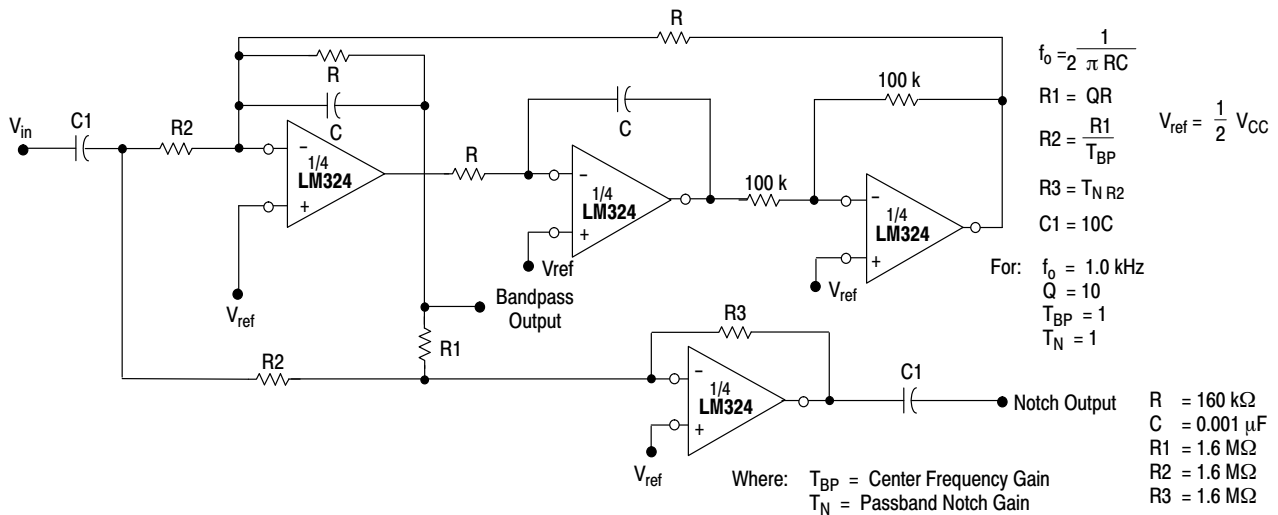 R
R
C
100 k
C
V_in
C1
R2
1/4
LM324
−
+
V_ref
R
1/4
LM324
−
+
Vref
100 k
1/4
LM324
−
+
V_ref
Bandpass
Output
R1
R2
R3
1/4
LM324
−
+
V_ref
C1
Notch Output
f_o = 1
2 π RC
R1 = QR
R2 = R1
T_BP
R3 = T_N R2
C1 = 10C
V_ref = 1/2 V_CC
For: f_o = 1.0 kHz
Q = 10
T_BP = 1
T_N = 1
R = 160 kΩ
C = 0.001 μF
R1 = 1.6 MΩ
R2 = 1.6 MΩ
R3 = 1.6 MΩ
Where: T_BP = Center Frequency Gain
T_N = Passband Notch Gain